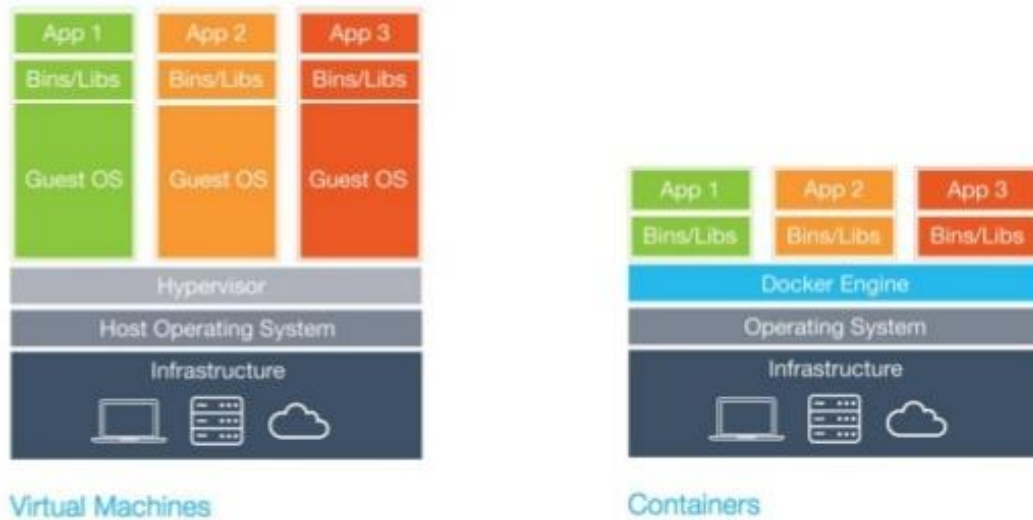 App 1
App 2
App 3
Bins/Libs
Bins/Libs
Bins/Libs
Guest OS
Guest OS
Guest OS
Hypervisor
Host Operating System
Infrastructure
Virtual Machines
App 1
App 2
App 3
Bins/Libs
Bins/Libs
Bins/Libs
Docker Engine
Operating System
Infrastructure
Containers